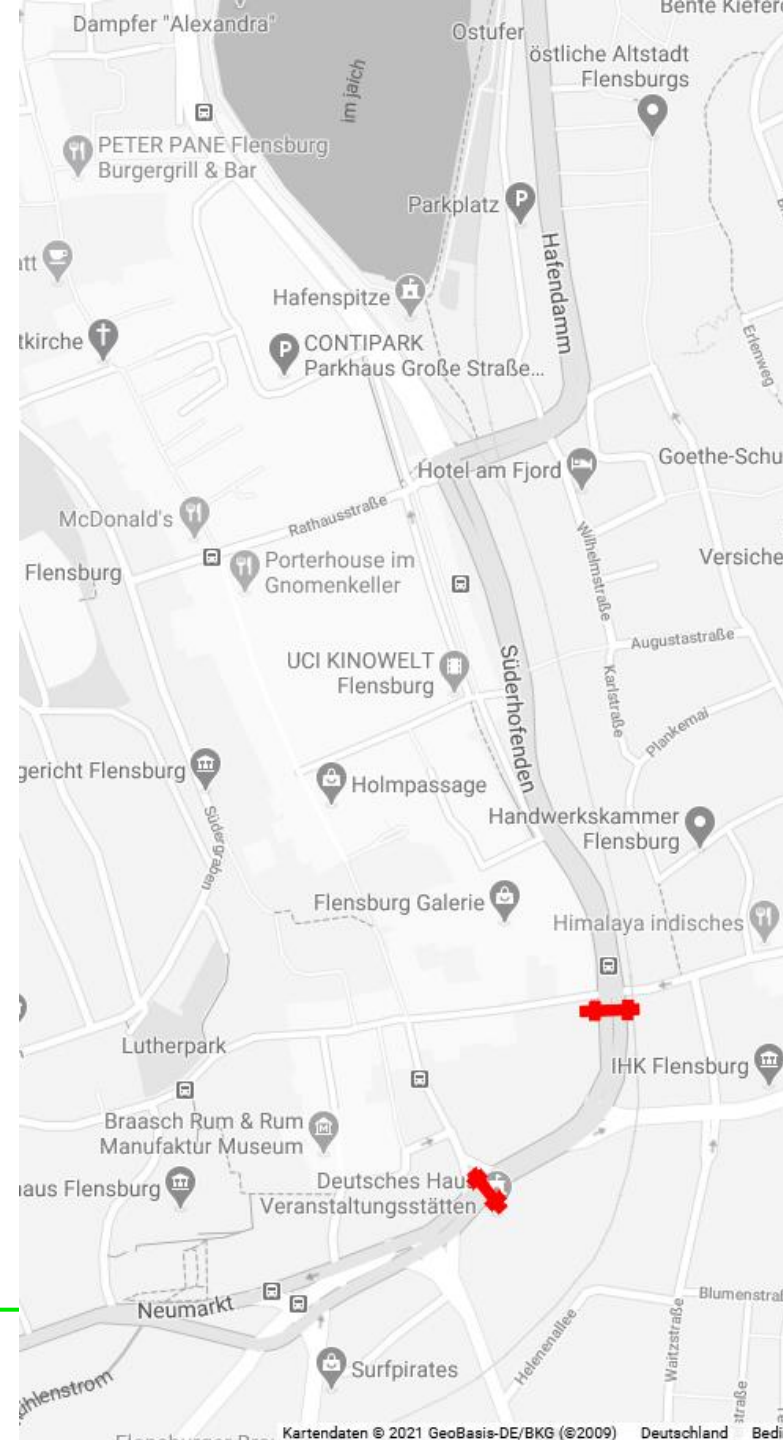 Bente Kiefer
Dampfer "Alexandra"
Ostufer
östliche Altstadt
Flensburgs
im jaich
PETER PANE Flensburg
Burgergrill & Bar
Parkplatz
P
Hafendamm
att
Hafenspitze
tkirche
P
CONTIPARK
Parkhaus Große Straße...
Erlenweg
Hotel am Fjord
Goethe-Schu
McDonald's
Rathausstraße
Wilhelmstraße
Flensburg
Porterhouse im
Gnomenkeller
Versiche
UCI KINOWELT
Flensburg
Süderhofenden
Augustastraße
Karlstraße
Plankemai
gericht Flensburg
Holmpassage
Südergraben
Handwerkskammer
Flensburg
Flensburg Galerie
Himalaya indisches
Lutherpark
IHK Flensburg
Braasch Rum & Rum
Manufaktur Museum
Deutsches Haus
Veranstaltungsstätten
aus Flensburg
Neumarkt
Blumenstra
Helenenallee
Waitzstraße
Surfpirates
straße
Kartendaten © 2021 GeoBasis-DE/BKG (©2009)
Deutschland
Bedi